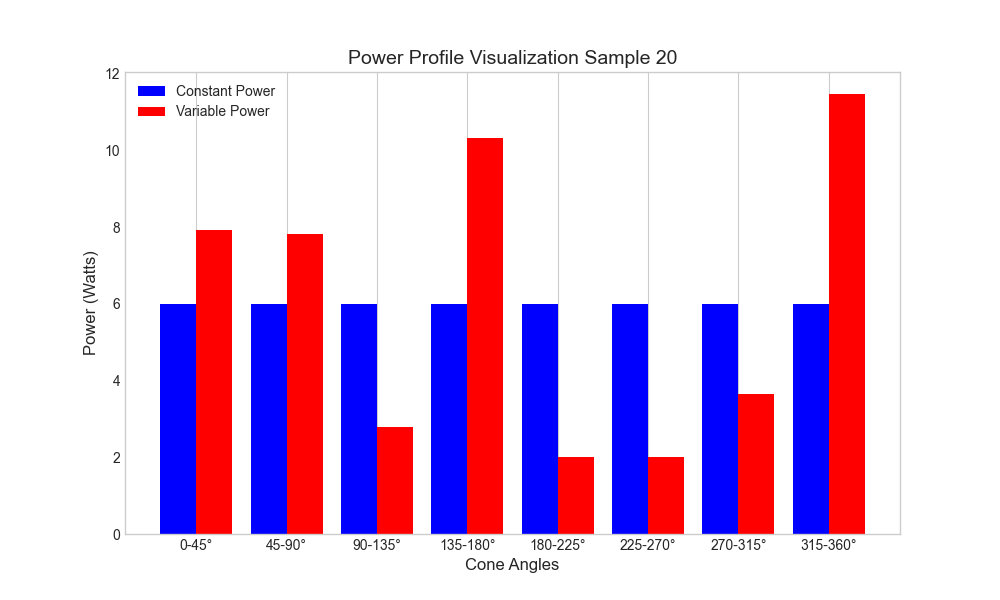 Power Profile Visualization Sample 20
Constant Power
Variable Power
Power (Watts)
12
10
8
6
4
2
0
0-45° 45-90° 90-135° 135-180° 180-225° 225-270° 270-315° 315-360°
Cone Angles